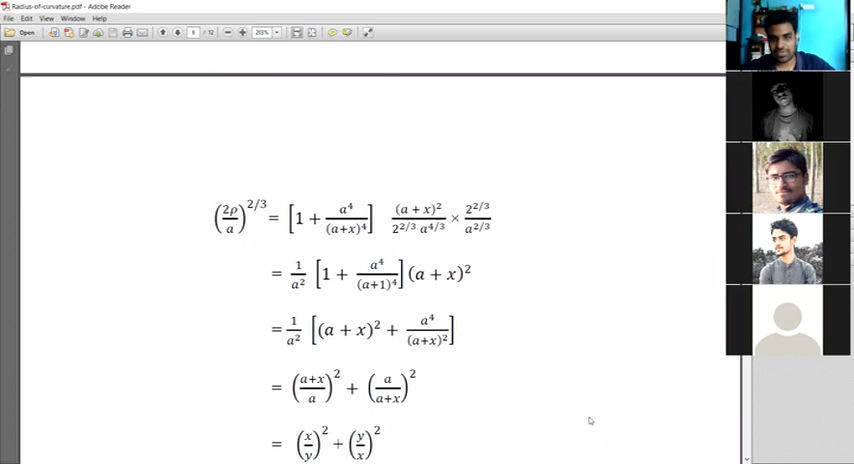 Radius-of-curvature.pdf - Adobe Reader
File Edit View Window Help
Open 6 / 12 203%
(2ρ/a)^2/3 = [1 + a^4/(a+x)^4] (a + x)^2/(2^2/3 a^4/3) × 2^2/3/a^2/3
= 1/a^2 [1 + a^4/(a+1)^4] (a + x)^2
= 1/a^2 [(a + x)^2 + a^4/(a+x)^2]
= ((a+x)/a)^2 + (a/(a+x))^2
= (x/y)^2 + (y/x)^2